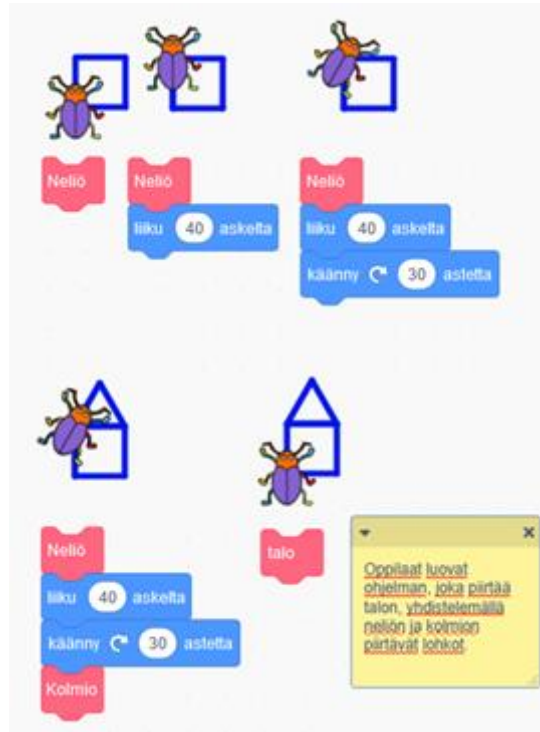 Neliö
Neliö
liiku 40 askelta
Neliö
liiku 40 askelta
käänny 30 astetta
Neliö
liiku 40 askelta
käänny 30 astetta
Kolmio
talo
Oppilaat luovat
ohjelman, joka piirtää
talon, yhdistelemällä
neliön ja kolmion
piirtävät lohkot.